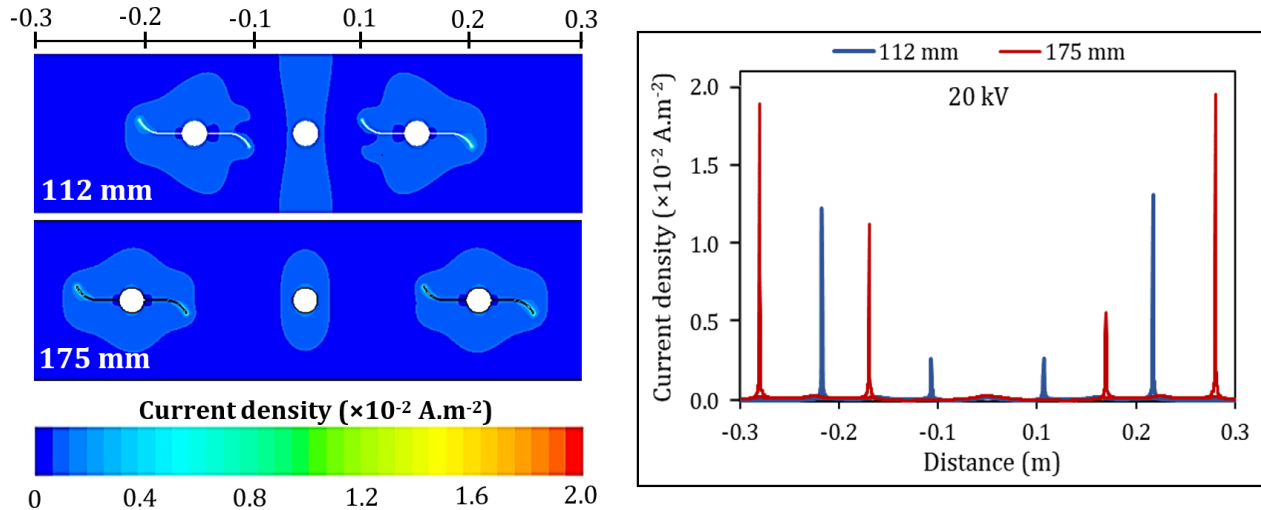 -0.3 -0.2 -0.1 0.1 0.2 0.3
112 mm
175 mm
Current density (×10⁻² A.m⁻²)
0 0.4 0.8 1.2 1.6 2.0
112 mm 175 mm
20 kV
Current density (×10⁻² A.m⁻²)
2.0
1.5
1.0
0.5
0.0
-0.3 -0.2 -0.1 0.1 0.2 0.3
Distance (m)